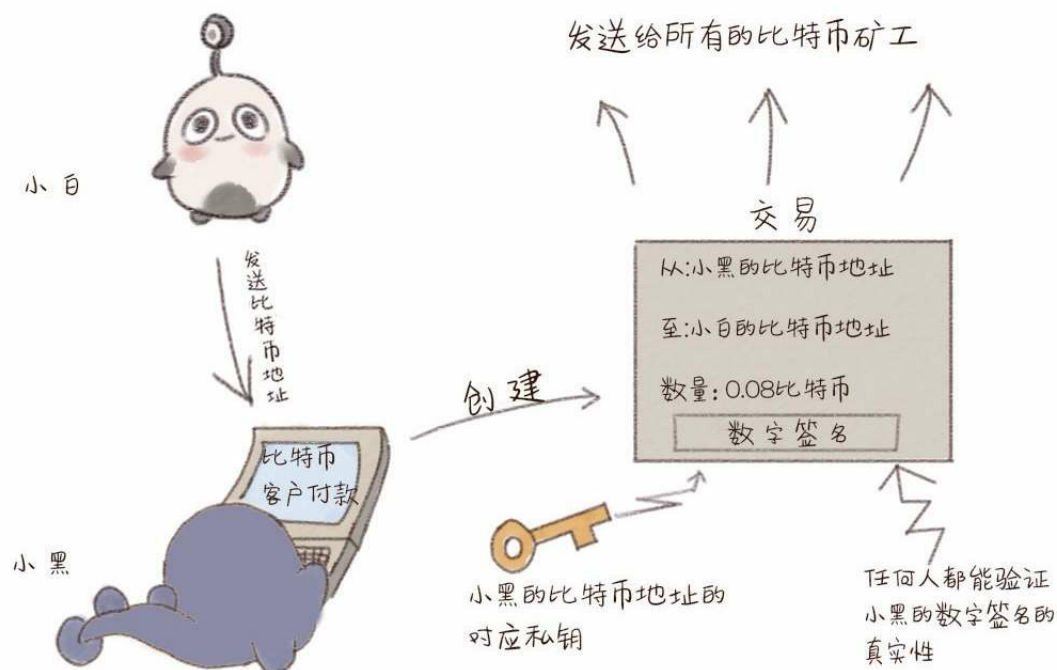 发送给所有的比特币矿工
小白
发送比特币地址
交易
从:小黑的比特币地址
至:小白的比特币地址
数量:0.08比特币
数字签名
创建
比特币
客户付款
小黑
小黑的比特币地址的
对应私钥
任何人都能验证
小黑的数字签名的
真实性